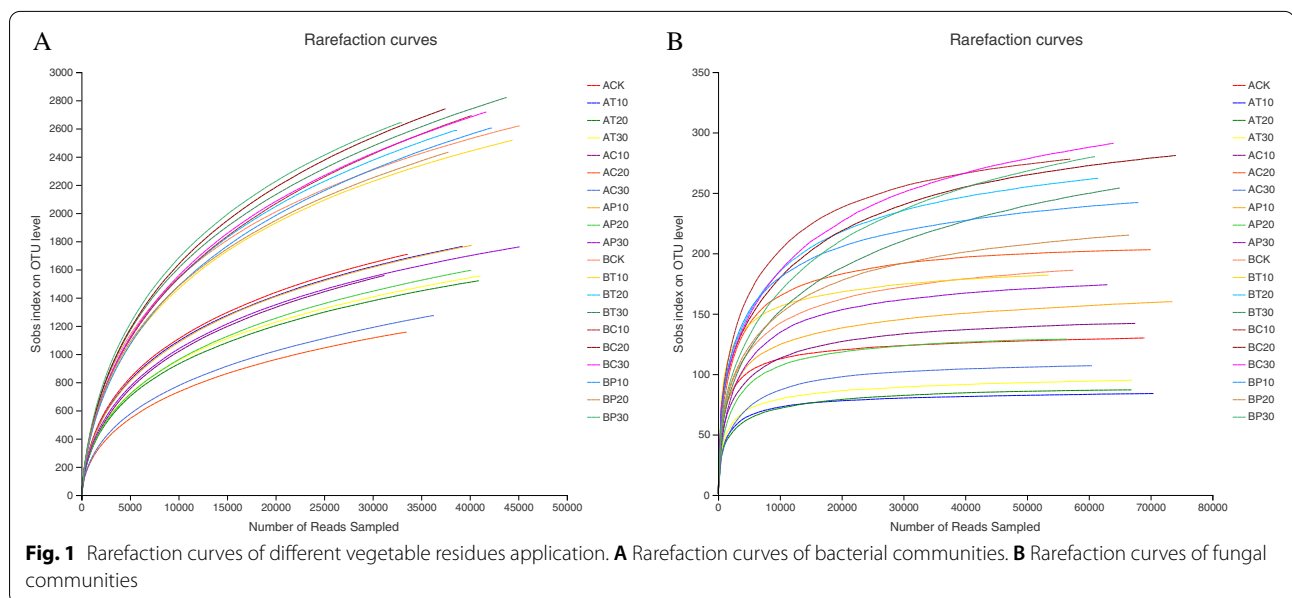 A
Rarefaction curves
3000
2800
2600
2400
2200
2000
1800
1600
1400
1200
1000
800
600
400
200
0
Sobs index on OTU level
0 5000 10000 15000 20000 25000 30000 35000 40000 45000 50000
Number of Reads Sampled
ACK
AT10
AT20
AT30
AC10
AC20
AC30
AP10
AP20
AP30
BCK
BT10
BT20
BT30
BC10
BC20
BC30
BP10
BP20
BP30
B
Rarefaction curves
350
300
250
200
150
100
50
0
Sobs index on OTU level
0 10000 20000 30000 40000 50000 60000 70000 80000
Number of Reads Sampled
ACK
AT10
AT20
AT30
AC10
AC20
AC30
AP10
AP20
AP30
BCK
BT10
BT20
BT30
BC10
BC20
BC30
BP10
BP20
BP30
Fig. 1 Rarefaction curves of different vegetable residues application. A Rarefaction curves of bacterial communities. B Rarefaction curves of fungal
communities